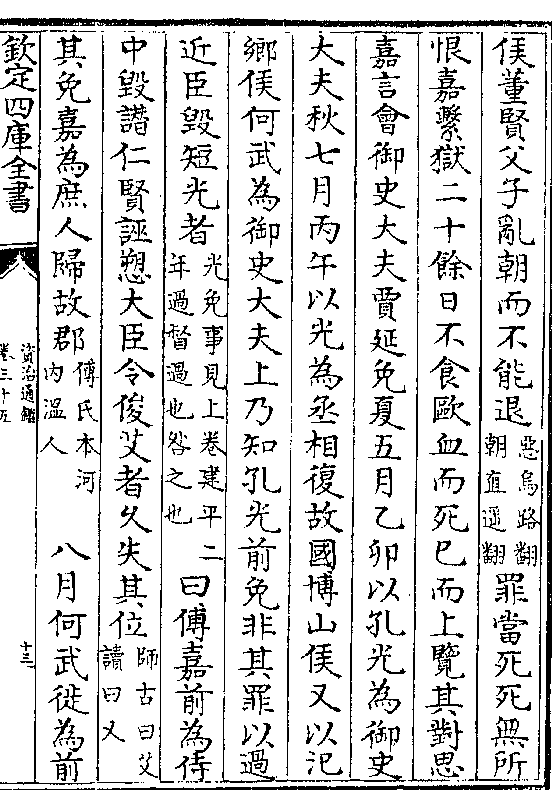 侯董賢父子亂朝而不能退惡烏路翻朝直遥翻罪當死死無所
恨嘉繫獄二十餘日不食歐血而死已而上覽其對思
嘉言會御史大夫賈延免夏五月乙卯以孔光為御史
大夫秋七月丙午以光為丞相復故國博山侯又以汜
鄉侯何武為御史大夫上乃知孔光前免非其罪以過
近臣毀短光者光免事見上卷建平二年過督過也咎之也曰傅嘉前為侍
中毀譖仁賢誣愬大臣令俊艾者久失其位師古曰艾讀曰乂
其免嘉為庶人歸故郡傅氏本河内溫人 八月何武徙為前
欽定四庫全書
資治通鑑
卷三十五
十三